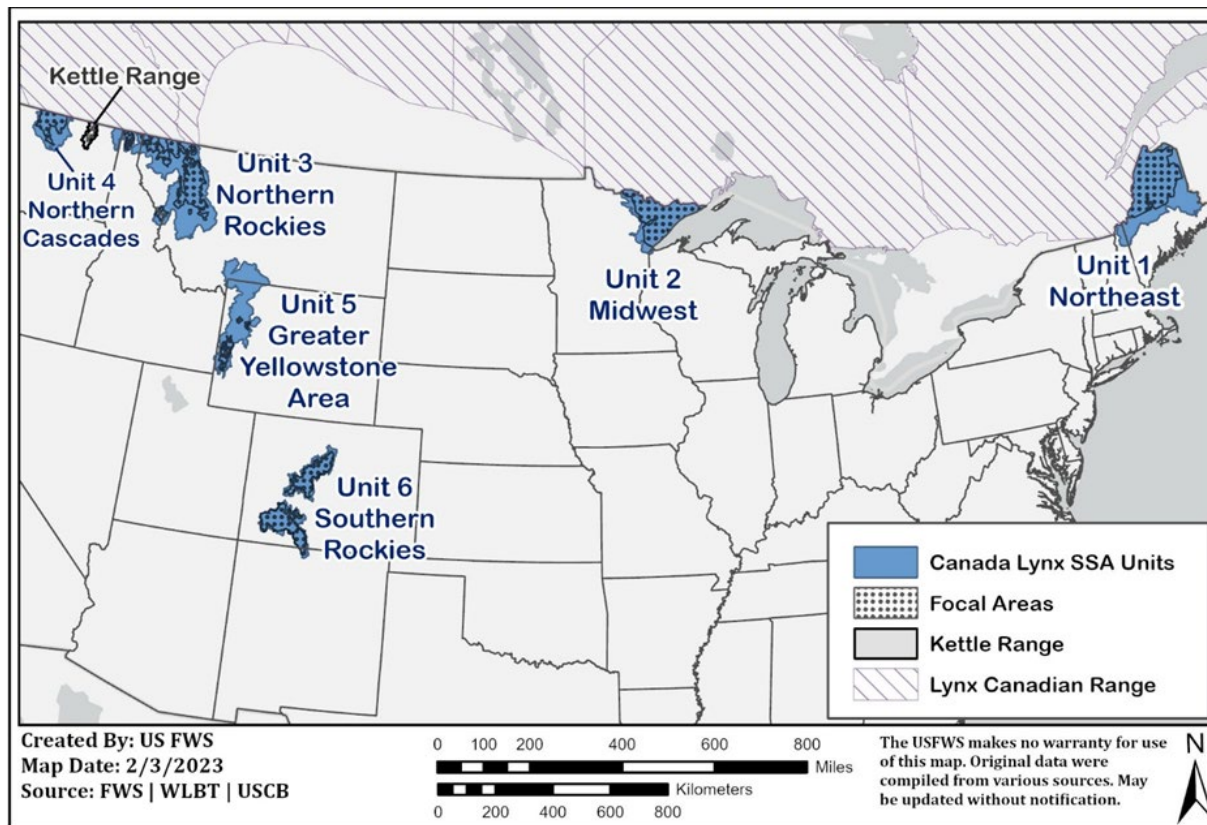 Kettle Range
Unit 4
Northern
Cascades
Unit 3
Northern
Rockies
Unit 5
Greater
Yellowstone
Area
Unit 6
Southern
Rockies
Unit 2
Midwest
Unit 1
Northeast
Canada Lynx SSA Units
Focal Areas
Kettle Range
Lynx Canadian Range
Created By: US FWS
Map Date: 2/3/2023
Source: FWS | WLBT | USCB
0 100 200 400 600 800
Miles
Kilometers
0 200 400 600 800
The USFWS makes no warranty for use
of this map. Original data were
compiled from various sources. May
be updated without notification.
N